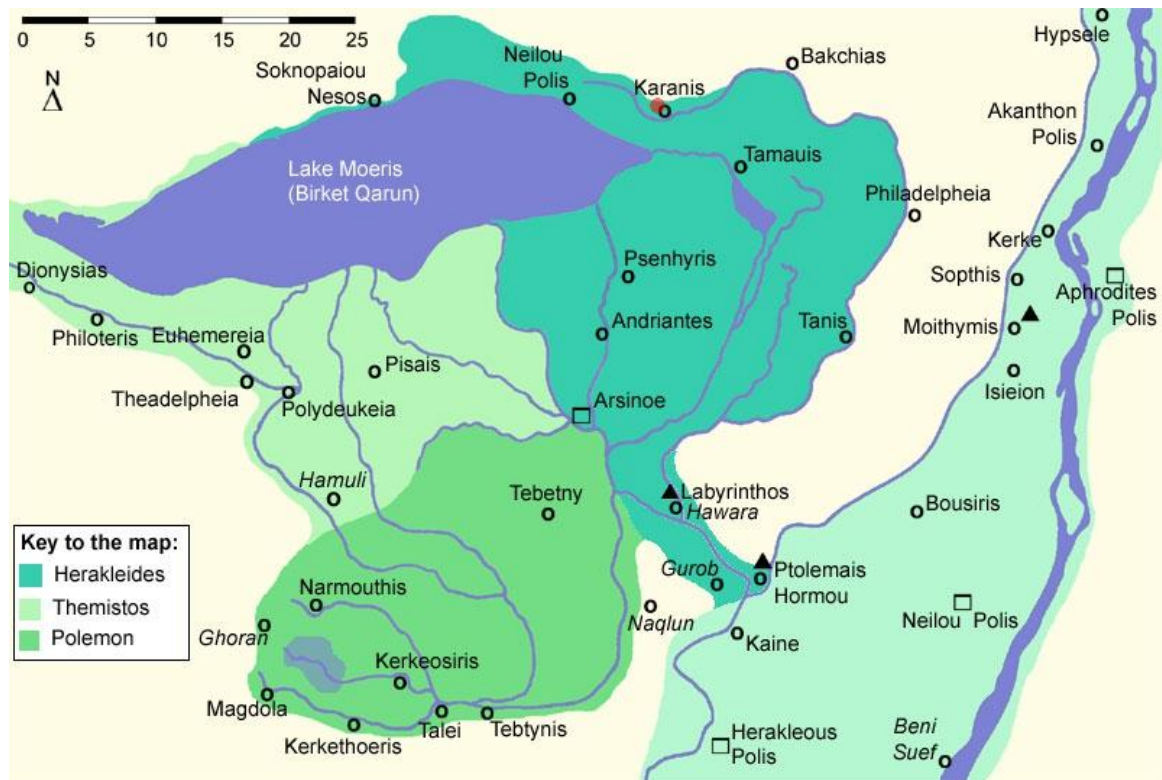 0 5 10 15 20 25
N
Soknopaiou
Nesos
Neilou
Polis
Karanis
Bakchias
Hypsele
Akanthon
Polis
Lake Moeris
(Birket Qarun)
Tamauis
Philadelpheia
Kerke
Dionysias
Psenhyris
Sopthis
Aphrodites
Polis
Philoteris
Euhemereia
Andriantes
Tanis
Moithymis
Pisais
Isieion
Theadelpheia
Polydeukeia
Arsinoe
Hamuli
Tebetny
Labyrinthos
Hawara
Bousiris
Key to the map:
Herakleides
Themistos
Polemon
Narmouthis
Ghoran
Gurob
Ptolemais
Hormou
Naqlun
Neilou Polis
Kaine
Kerkeosiris
Magdola
Kerkethoeris
Talei
Tebtynis
Herakleous
Polis
Beni
Suef